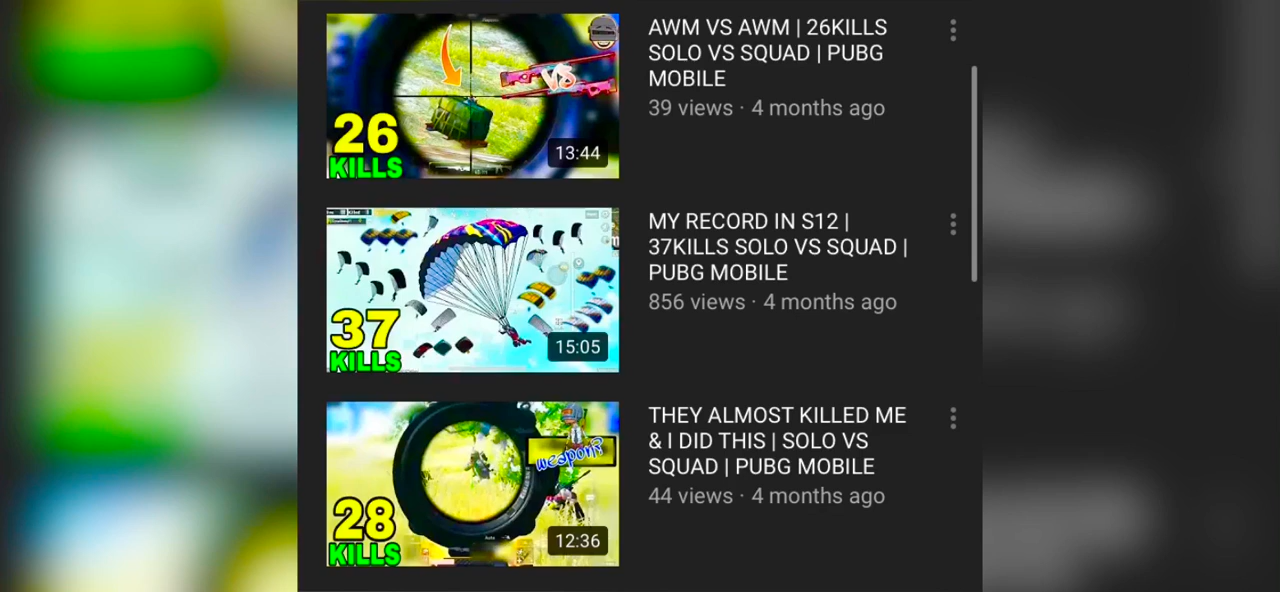 AWM VS AWM | 26KILLS
SOLO VS SQUAD | PUBG
MOBILE
39 views · 4 months ago
VS
26
KILLS
13:44
MY RECORD IN S12 |
37KILLS SOLO VS SQUAD |
PUBG MOBILE
856 views · 4 months ago
37
KILLS
15:05
THEY ALMOST KILLED ME
& I DID THIS | SOLO VS
SQUAD | PUBG MOBILE
44 views · 4 months ago
weapon?
28
KILLS
12:36